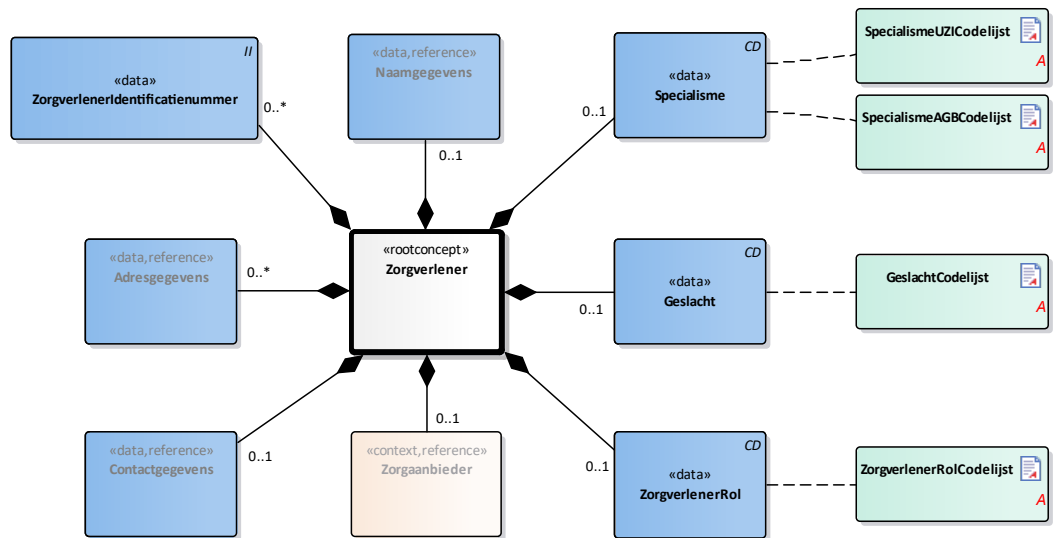 II
«data»
ZorgverlenerIdentificatienummer
0..*
«data,reference»
Naamgegevens
0..1
CD
«data»
Specialisme
0..1
SpecialismeUZICodelijst
A
SpecialismeAGBCodelijst
A
«data,reference»
Adresgegevens
0..*
«rootconcept»
Zorgverlener
CD
«data»
Geslacht
0..1
GeslachtCodelijst
A
«data,reference»
Contactgegevens
0..1
«context,reference»
Zorgaanbieder
0..1
CD
«data»
ZorgverlenerRol
0..1
ZorgverlenerRolCodelijst
A